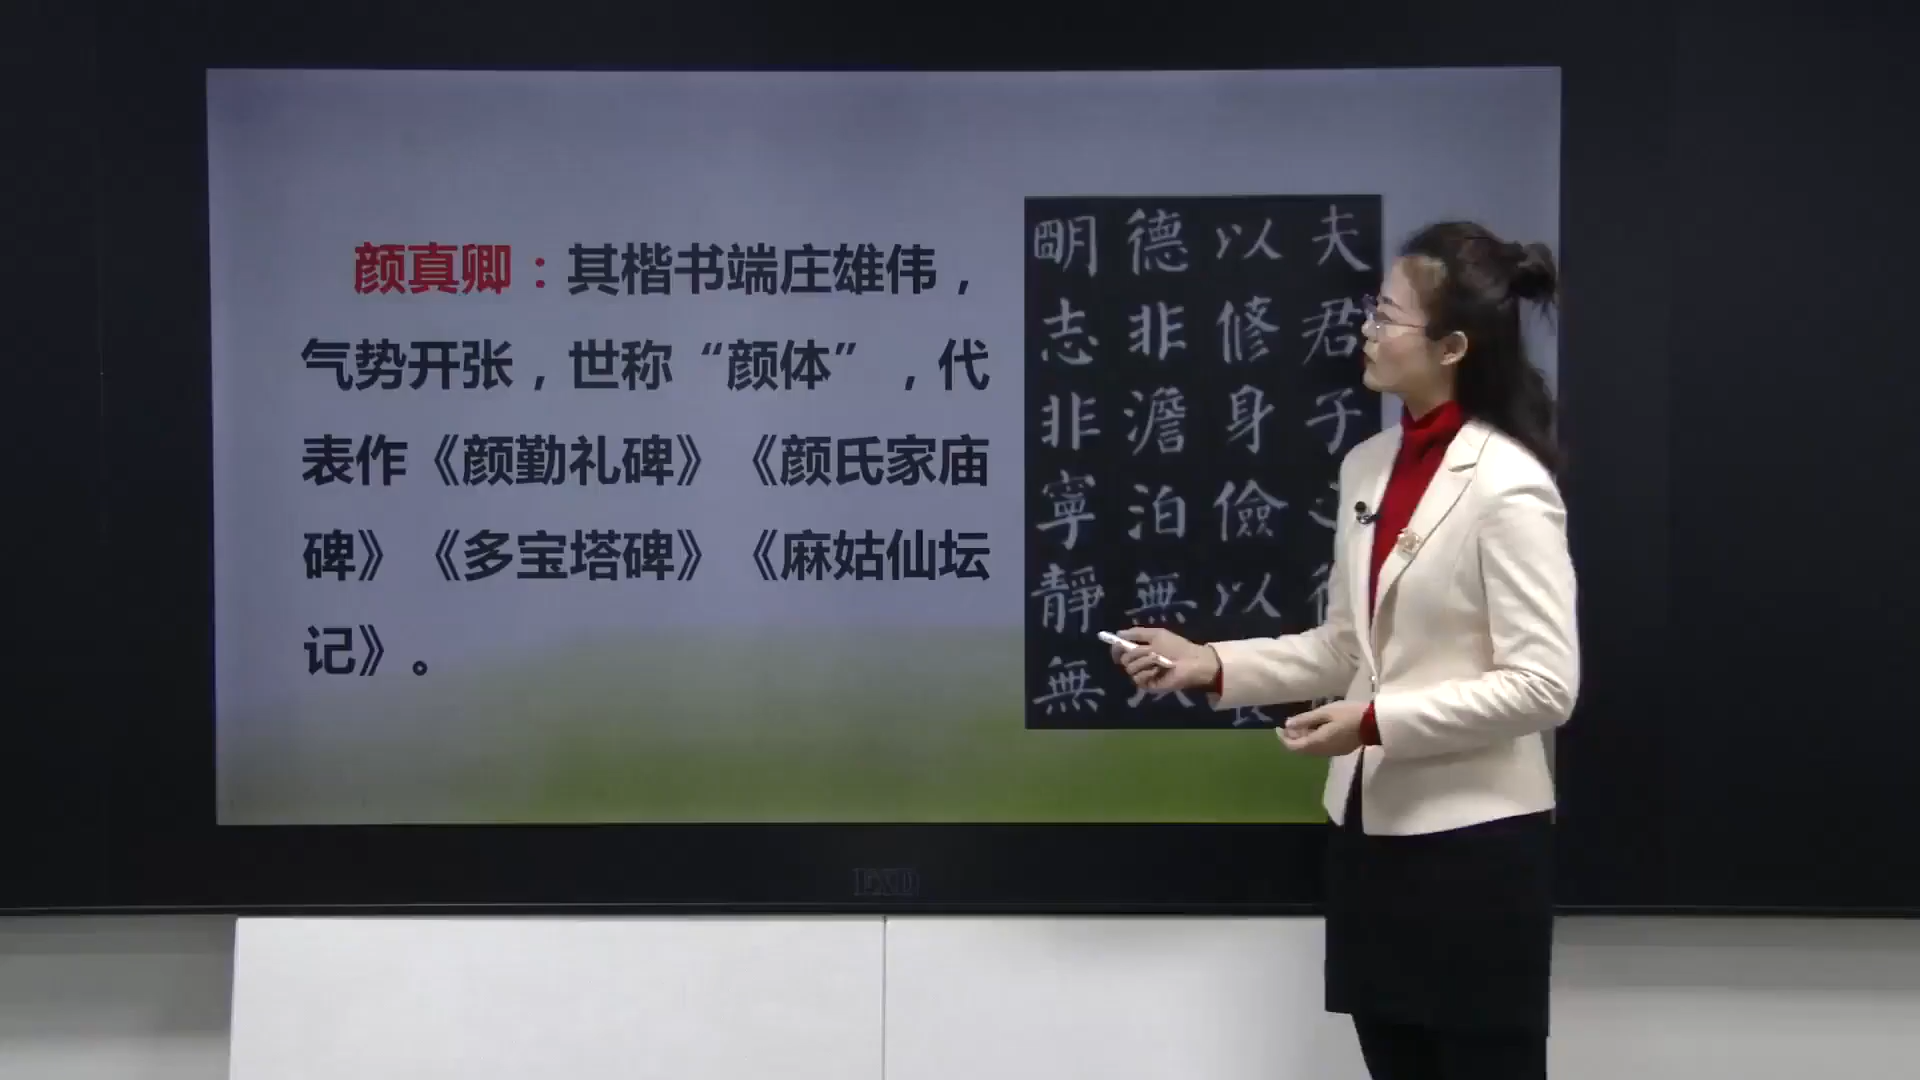 颜真卿：其楷书端庄雄伟，
气势开张，世称“颜体”，代
表作《颜勤礼碑》《颜氏家庙
碑》《多宝塔碑》《麻姑仙坛
记》。
夫君子
以修身儉以
德非澹泊無
明志非寧靜無